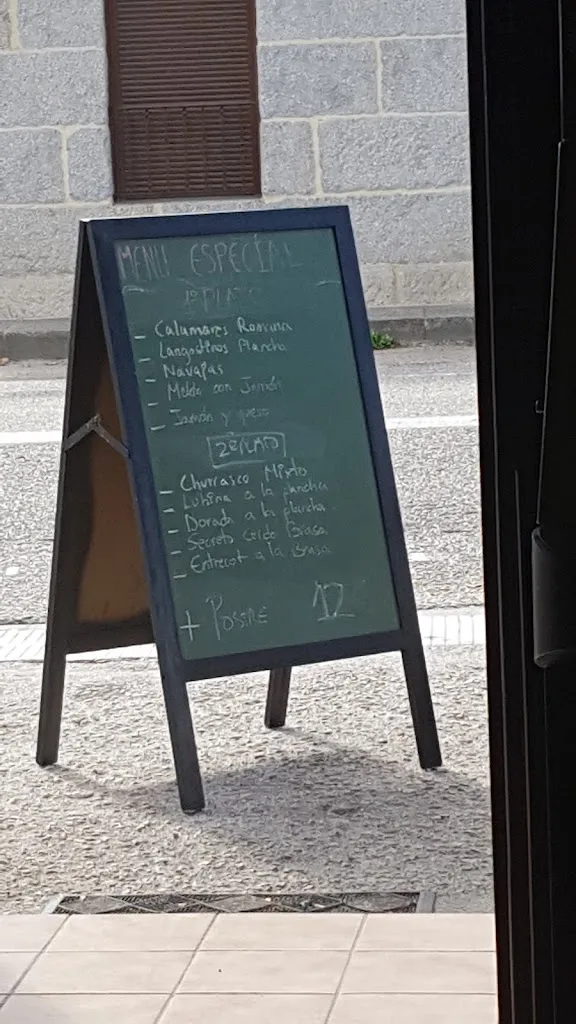 MENU ESPECIAL
1º PLATO
- Calamares Romana
- Langostinos Plancha
- Navajas
- Melón con Jamón
- Jamón y queso
2º PLATO
- Churrasco Mixto
- Lubina a la plancha
- Dorada a la plancha
- Secreto Cerdo Brasa
- Entrecot a la Brasa
+ POSTRE 12